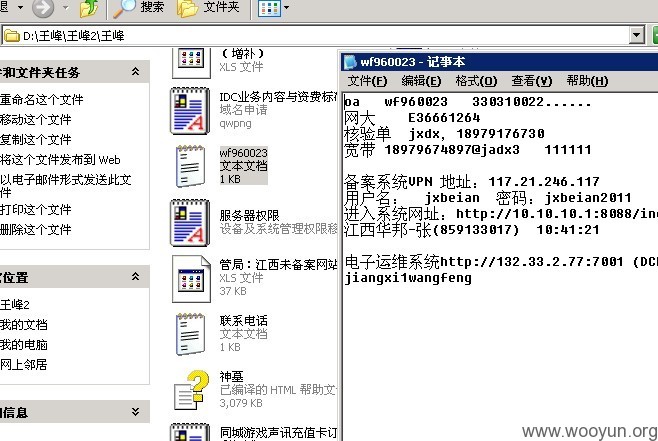 退
搜索
文件夹
D:\王峰\王峰2\王峰
件和文件夹任务
重命名这个文件
移动这个文件
复制这个文件
将这个文件发布到 Web
以电子邮件形式发送此文件
打印这个文件
删除这个文件
位置
王峰2
我的文档
我的电脑
网上邻居
信息
(增补)
XLS 文件
IDC业务内容与资费标
域名申请
qwpng
wf960023
文本文档
1 KB
服务器权限
设备及系统管理权限移
管局：江西未备案网站
XLS 文件
37 KB
联系电话
文本文档
1 KB
神墓
已编译的 HTML 帮助文
3,079 KB
同城游戏声讯充值卡订
wf960023 - 记事本
文件(F) 编辑(E) 格式(O) 查看(V) 帮助(H)
oa wf960023 330310022......
网大 E36661264
核验单 jxdx, 18979176730
宽带 18979674897@jadx3 111111
备案系统VPN 地址：117.21.246.117
用户名： jxbeian 密码：jxbeian2011
进入系统网址：http://10.10.10.1:8088/ind
江西华邦-张(859133017) 10:41:21
电子运维系统http://132.33.2.77:7001 (DCN
jiangxi1wangfeng
www.wooyun.org